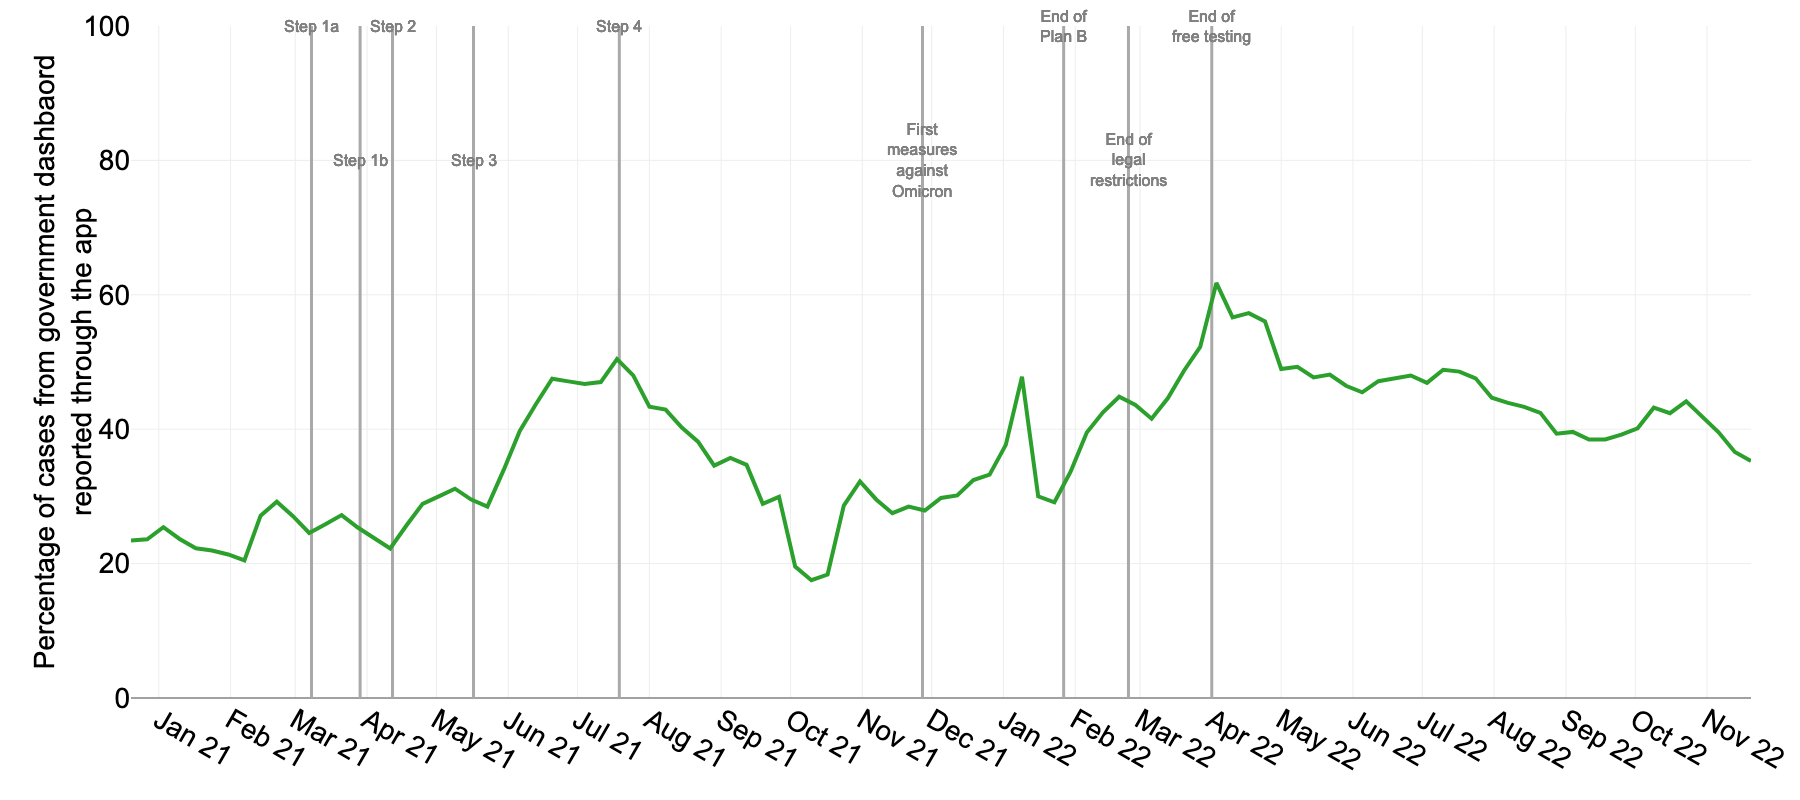 Percentage of cases from government dashbaord
reported through the app
100
80
60
40
20
0
Step 1a
Step 1b
Step 2
Step 3
Step 4
First
measures
against
Omicron
End of
Plan B
End of
legal
restrictions
End of
free testing
Jan 21
Feb 21
Mar 21
Apr 21
May 21
Jun 21
Jul 21
Aug 21
Sep 21
Oct 21
Nov 21
Dec 21
Jan 22
Feb 22
Mar 22
Apr 22
May 22
Jun 22
Jul 22
Aug 22
Sep 22
Oct 22
Nov 22